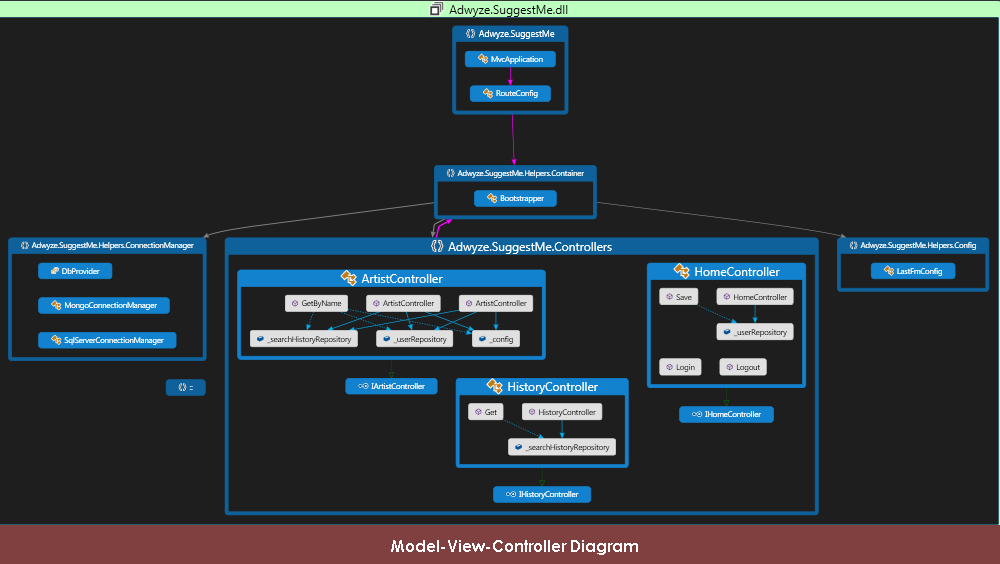 Adwyze.SuggestMe.dll
Adwyze.SuggestMe
MvcApplication
RouteConfig
Adwyze.SuggestMe.Helpers.Container
Bootstrapper
Adwyze.SuggestMe.Helpers.ConnectionManager
DbProvider
MongoConnectionManager
SqlServerConnectionManager
Adwyze.SuggestMe.Controllers
ArtistController
GetByName
ArtistController
ArtistController
_searchHistoryRepository
_userRepository
_config
IArtistController
HistoryController
Get
HistoryController
_searchHistoryRepository
IHistoryController
HomeController
Save
HomeController
_userRepository
Login
Logout
IHomeController
Adwyze.SuggestMe.Helpers.Config
LastFmConfig
Model-View-Controller Diagram